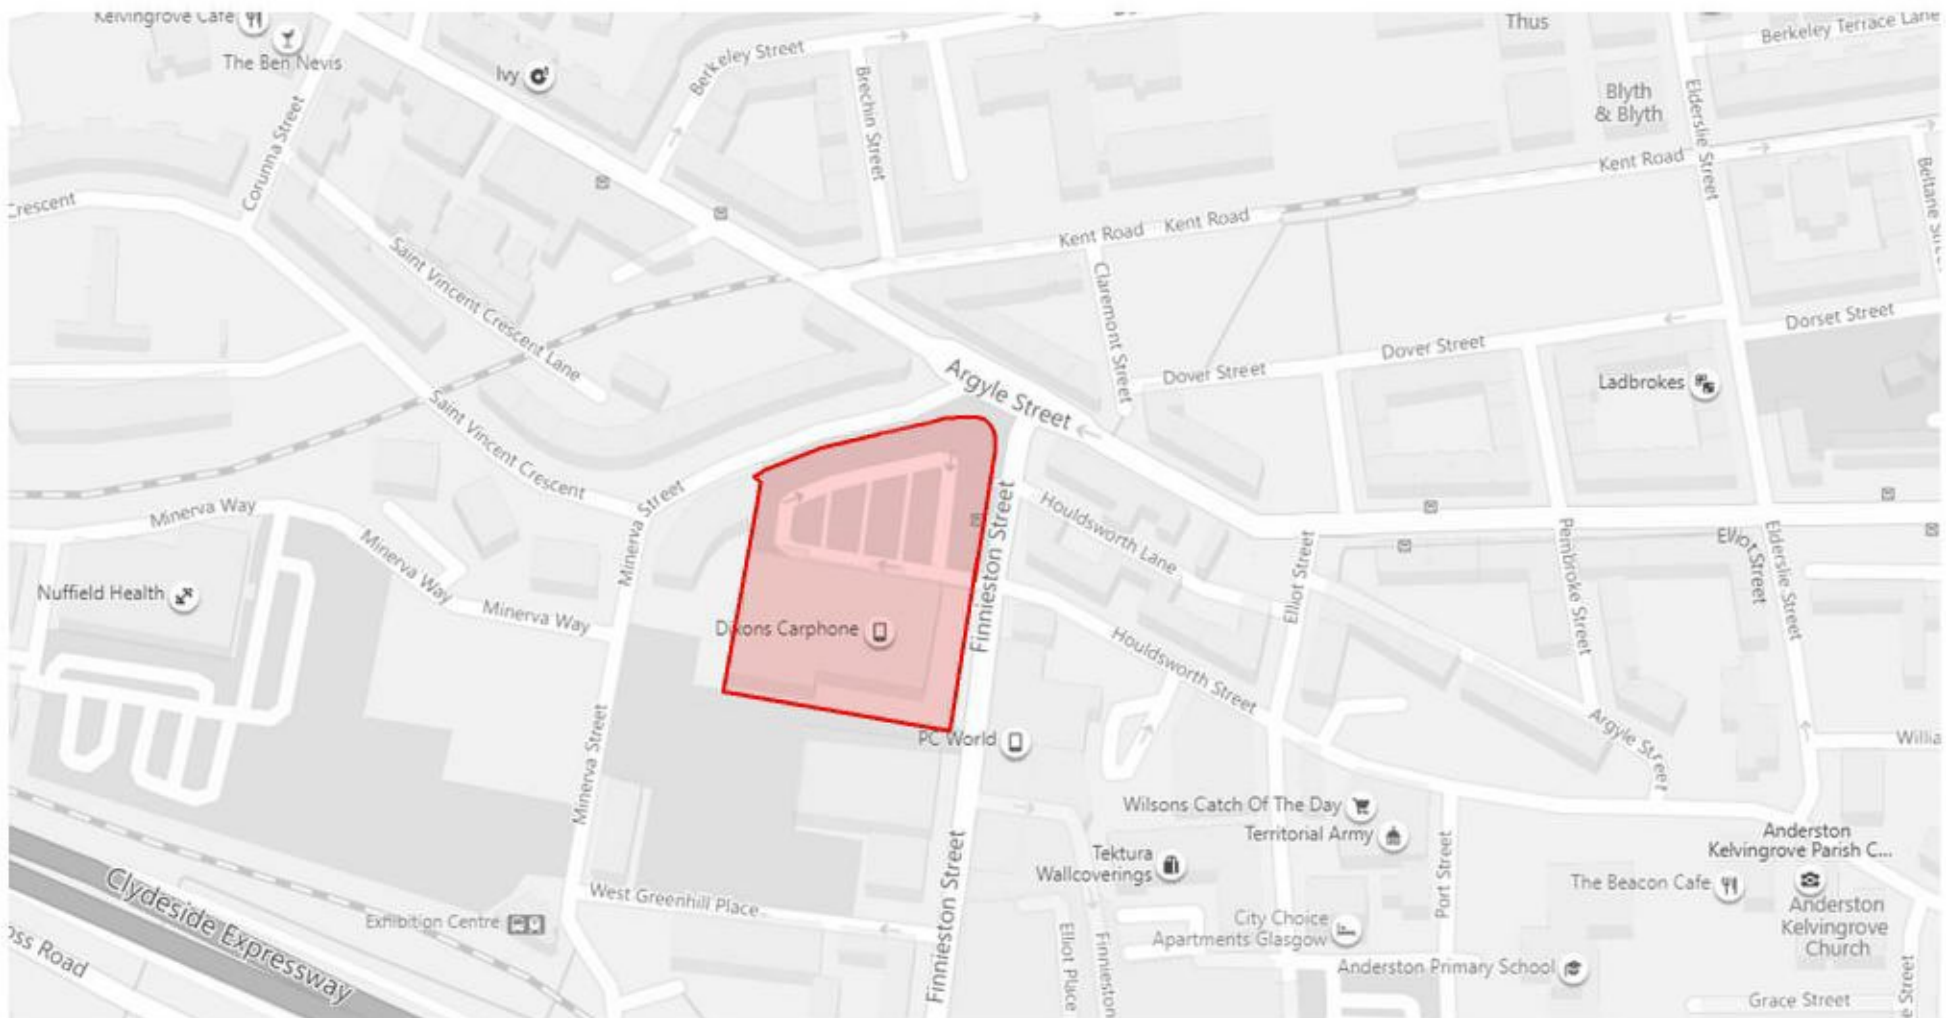 Kelvingrove Cafe
The Ben Nevis
Ivy
Berkeley Street
Brechin Street
Thus
Berkeley Terrace Lane
Blyth
& Blyth
Elderslie Street
Kent Road
Beltane
Corunna Street
Crescent
Kent Road
Kent Road
Saint Vincent Crescent Lane
Claremont Street
Dorset Street
Dover Street
Dover Street
Argyle Street
Ladbrokes
Saint Vincent Crescent
Minerva Street
Minerva Way
Minerva Way
Minerva Way
Nuffield Health
Dixons Carphone
Finnieston Street
Houldsworth Lane
Elliot Street
Pembroke Street
Elliot Street
Elderslie Street
Houldsworth Street
Argyle Street
Minerva Street
PC World
Willia
Wilsons Catch Of The Day
Territorial Army
Port Street
Anderston
Kelvingrove Parish C...
Tektura
Wallcoverings
The Beacon Cafe
Clydeside Expressway
West Greenhill Place
Exhibition Centre
Finnieston Street
City Choice
Apartments Glasgow
Anderston
Kelvingrove
Church
Elliot Place
Finnieston
Anderston Primary School
oss Road
Grace Street
e Street